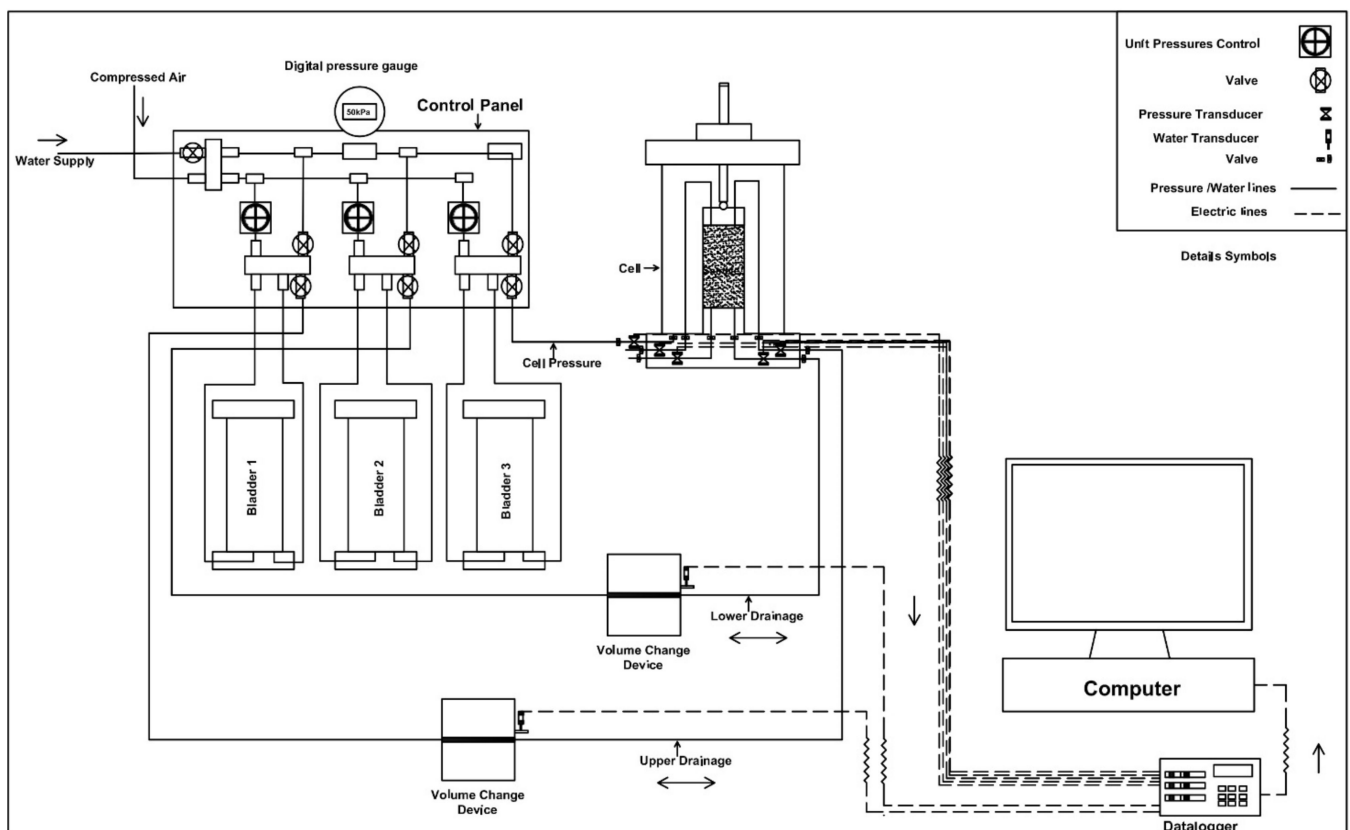 Compressed Air
Digital pressure gauge
50kPa
Control Panel
Water Supply
Unit Pressures Control
Valve
Pressure Transducer
Water Transducer
Valve
Pressure /Water lines
Electric lines
Details Symbols
Cell
Cell Pressure
Bladder 1
Bladder 2
Bladder 3
Lower Drainage
Volume Change
Device
Upper Drainage
Volume Change
Device
Computer
Datalogger